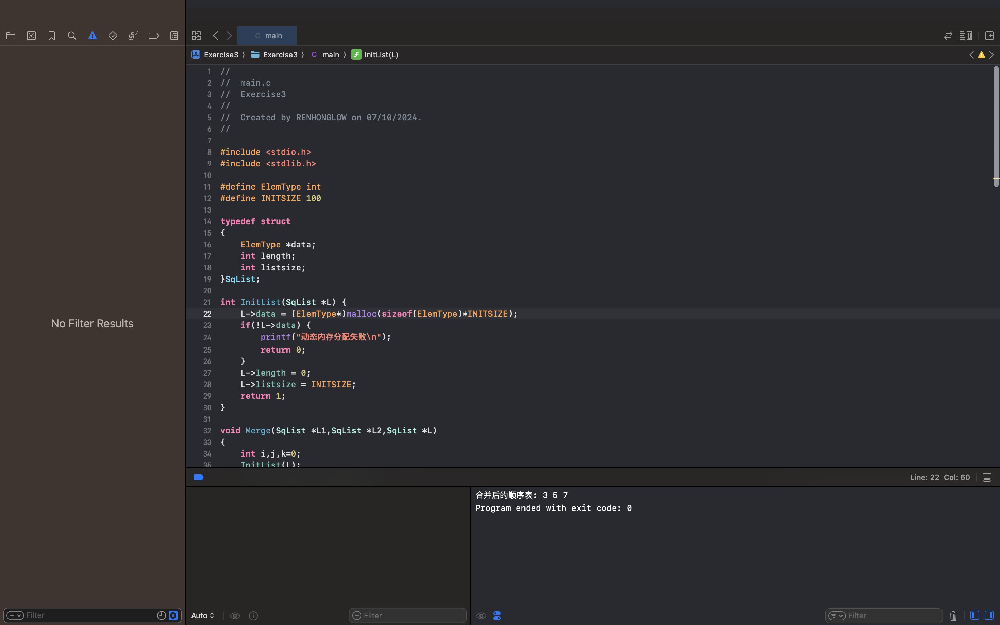 C main
Exercise3 〉 Exercise3 〉 C main 〉 f InitList(L)
1 //
2 //  main.c
3 //  Exercise3
4 //
5 //  Created by RENHONGLOW on 07/10/2024.
6 //
7
8 #include <stdio.h>
9 #include <stdlib.h>
10
11 #define ElemType int
12 #define INITSIZE 100
13
14 typedef struct
15 {
16     ElemType *data;
17     int length;
18     int listsize;
19 }SqList;
20
21 int InitList(SqList *L) {
22     L->data = (ElemType*)malloc(sizeof(ElemType)*INITSIZE);
23     if(!L->data) {
24         printf("动态内存分配失败\n");
25         return 0;
26     }
27     L->length = 0;
28     L->listsize = INITSIZE;
29     return 1;
30 }
31
32 void Merge(SqList *L1,SqList *L2,SqList *L)
33 {
34     int i,j,k=0;
35     InitList(L);
No Filter Results
Line: 22 Col: 60
合并后的顺序表: 3 5 7
Program ended with exit code: 0
Filter
Auto
Filter
Filter